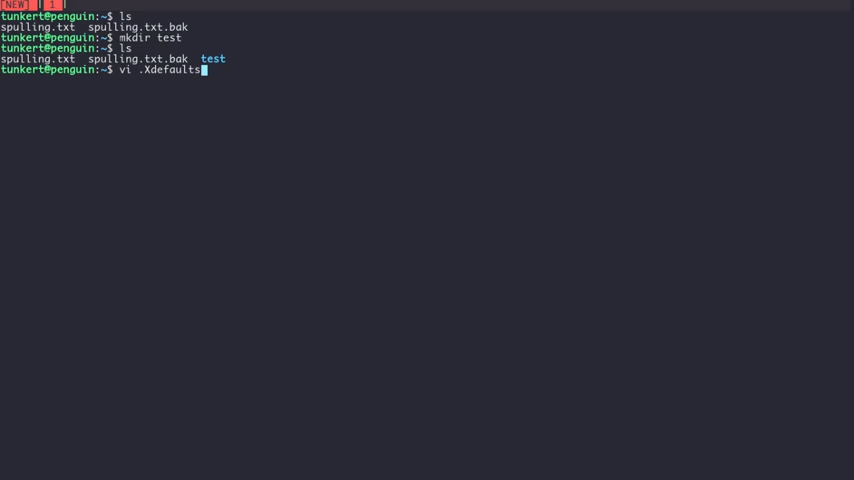 [NEW] | 1 |
tunkert@penguin:~$ ls
spulling.txt  spulling.txt.bak
tunkert@penguin:~$ mkdir test
tunkert@penguin:~$ ls
spulling.txt  spulling.txt.bak  test
tunkert@penguin:~$ vi .Xdefaults